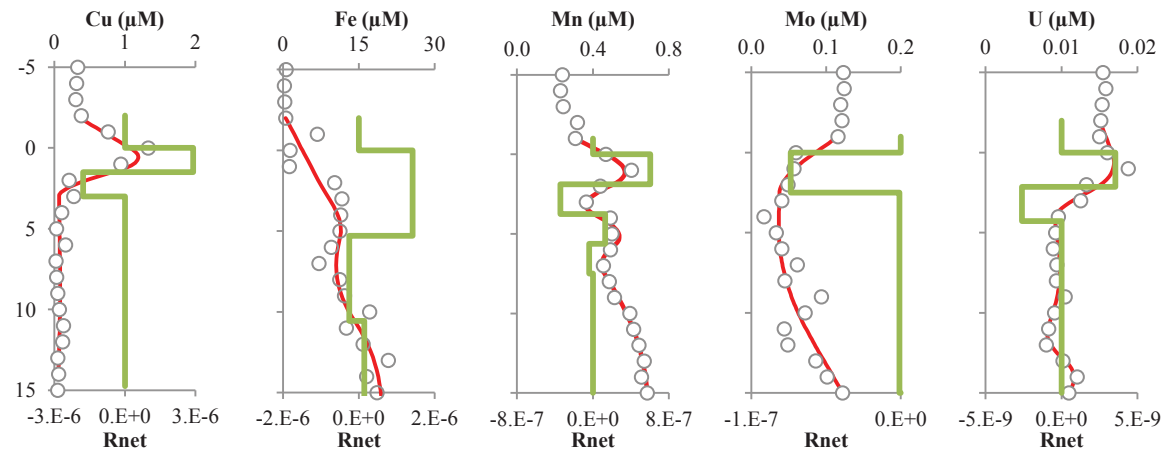 Cu (µM) Fe (µM) Mn (µM) Mo (µM) U (µM)
0 1 2 0 15 30 0.0 0.4 0.8 0.0 0.1 0.2 0 0.01 0.02
-5
0
5
10
15
-3.E-6 0.E+0 3.E-6 -2.E-6 0.E+0 2.E-6 -8.E-7 0.E+0 8.E-7 -1.E-7 0.E+0 -5.E-9 0.E+0 5.E-9
Rnet Rnet Rnet Rnet Rnet